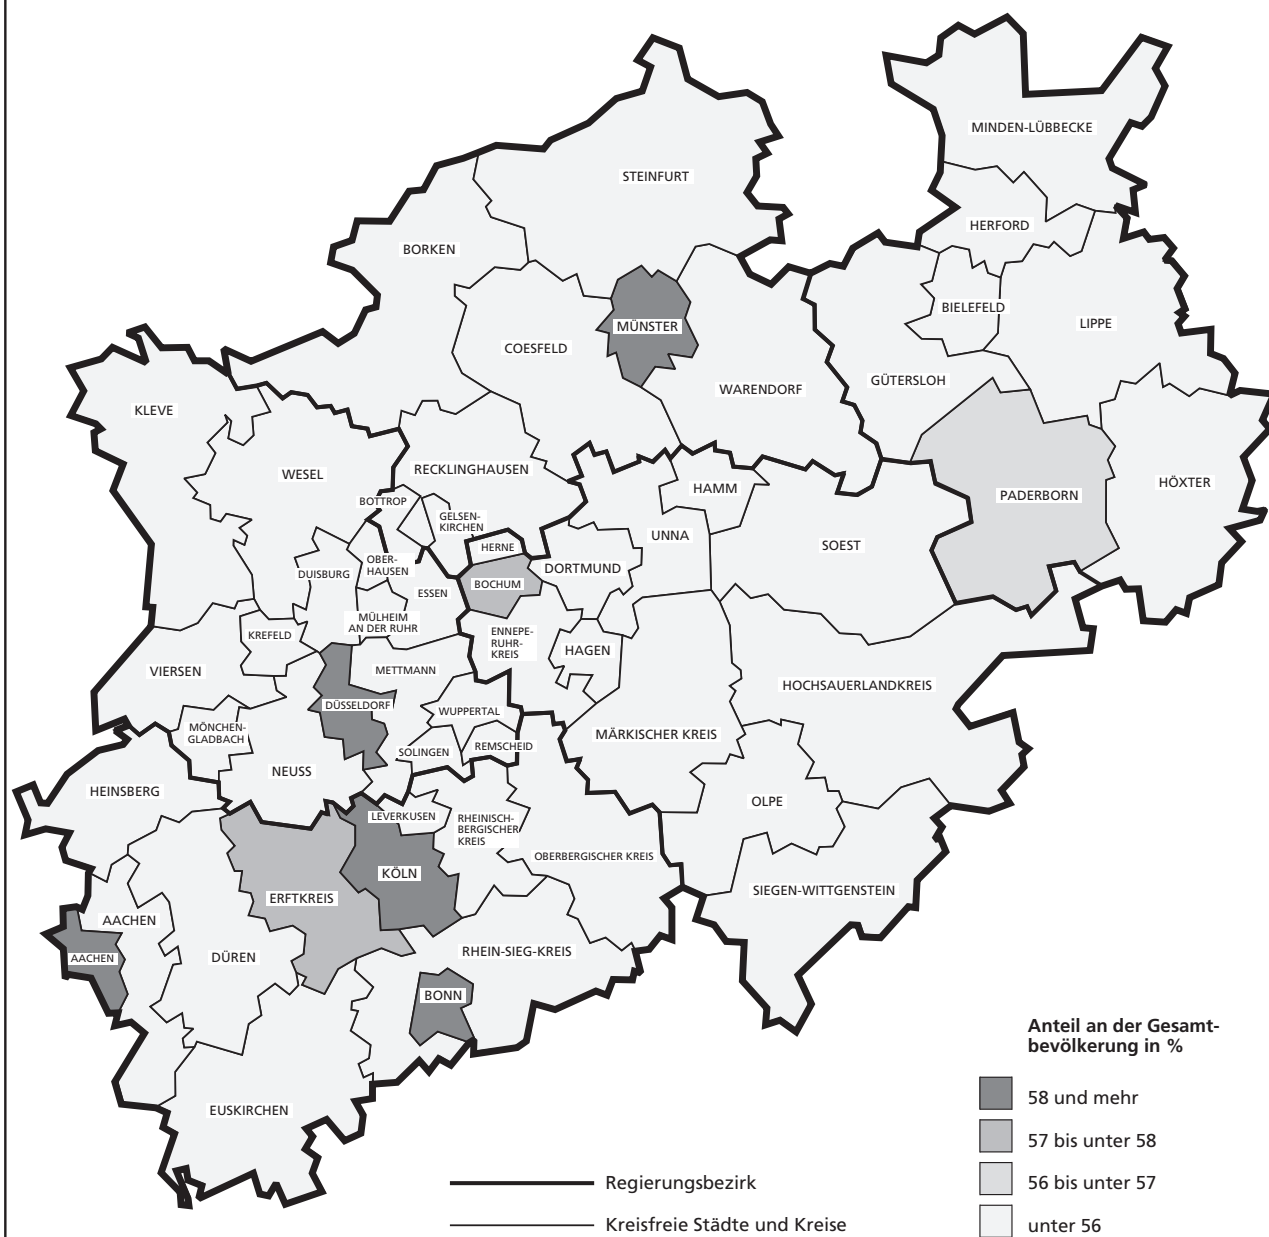 MINDEN-LÜBBECKE
STEINFURT
HERFORD
BORKEN
BIELEFELD
LIPPE
MÜNSTER
COESFELD
GÜTERSLOH
WARENDORF
KLEVE
RECKLINGHAUSEN
WESEL
HÖXTER
HAMM
PADERBORN
BOTTROP
GELSEN-
KIRCHEN
UNNA
SOEST
HERNE
OBER-
HAUSEN
DORTMUND
DUISBURG
BOCHUM
ESSEN
MÜLHEIM
AN DER RUHR
KREFELD
ENNEPE-
RUHR-
KREIS
HAGEN
VIERSEN
METTMANN
HOCHSAUERLANDKREIS
DÜSSELDORF
WUPPERTAL
MÖNCHEN-
GLADBACH
MÄRKISCHER KREIS
REMSCHEID
SOLINGEN
NEUSS
HEINSBERG
OLPE
LEVERKUSEN
RHEINISCH-
BERGISCHER
KREIS
OBERBERGISCHER KREIS
KÖLN
SIEGEN-WITTGENSTEIN
ERFTKREIS
AACHEN
RHEIN-SIEG-KREIS
AACHEN
DÜREN
BONN
EUSKIRCHEN
Anteil an der Gesamt-
bevölkerung in %
58 und mehr
57 bis unter 58
56 bis unter 57
unter 56
Regierungsbezirk
Kreisfreie Städte und Kreise